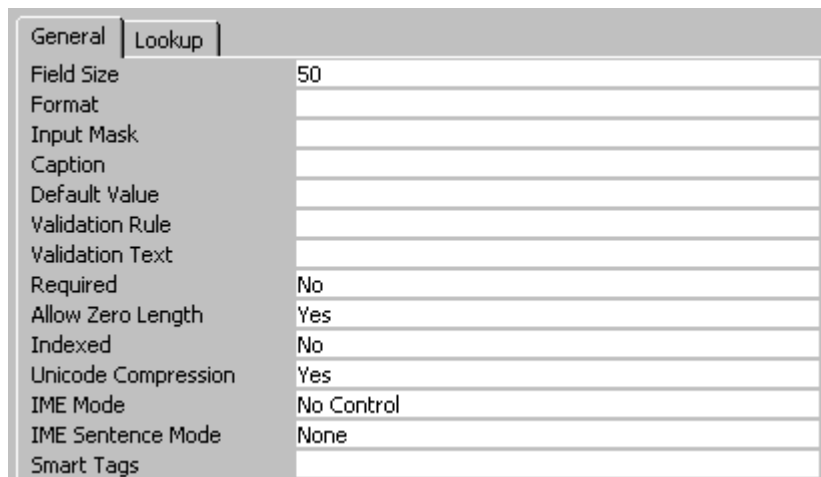 General Lookup
Field Size 50
Format
Input Mask
Caption
Default Value
Validation Rule
Validation Text
Required No
Allow Zero Length Yes
Indexed No
Unicode Compression Yes
IME Mode No Control
IME Sentence Mode None
Smart Tags